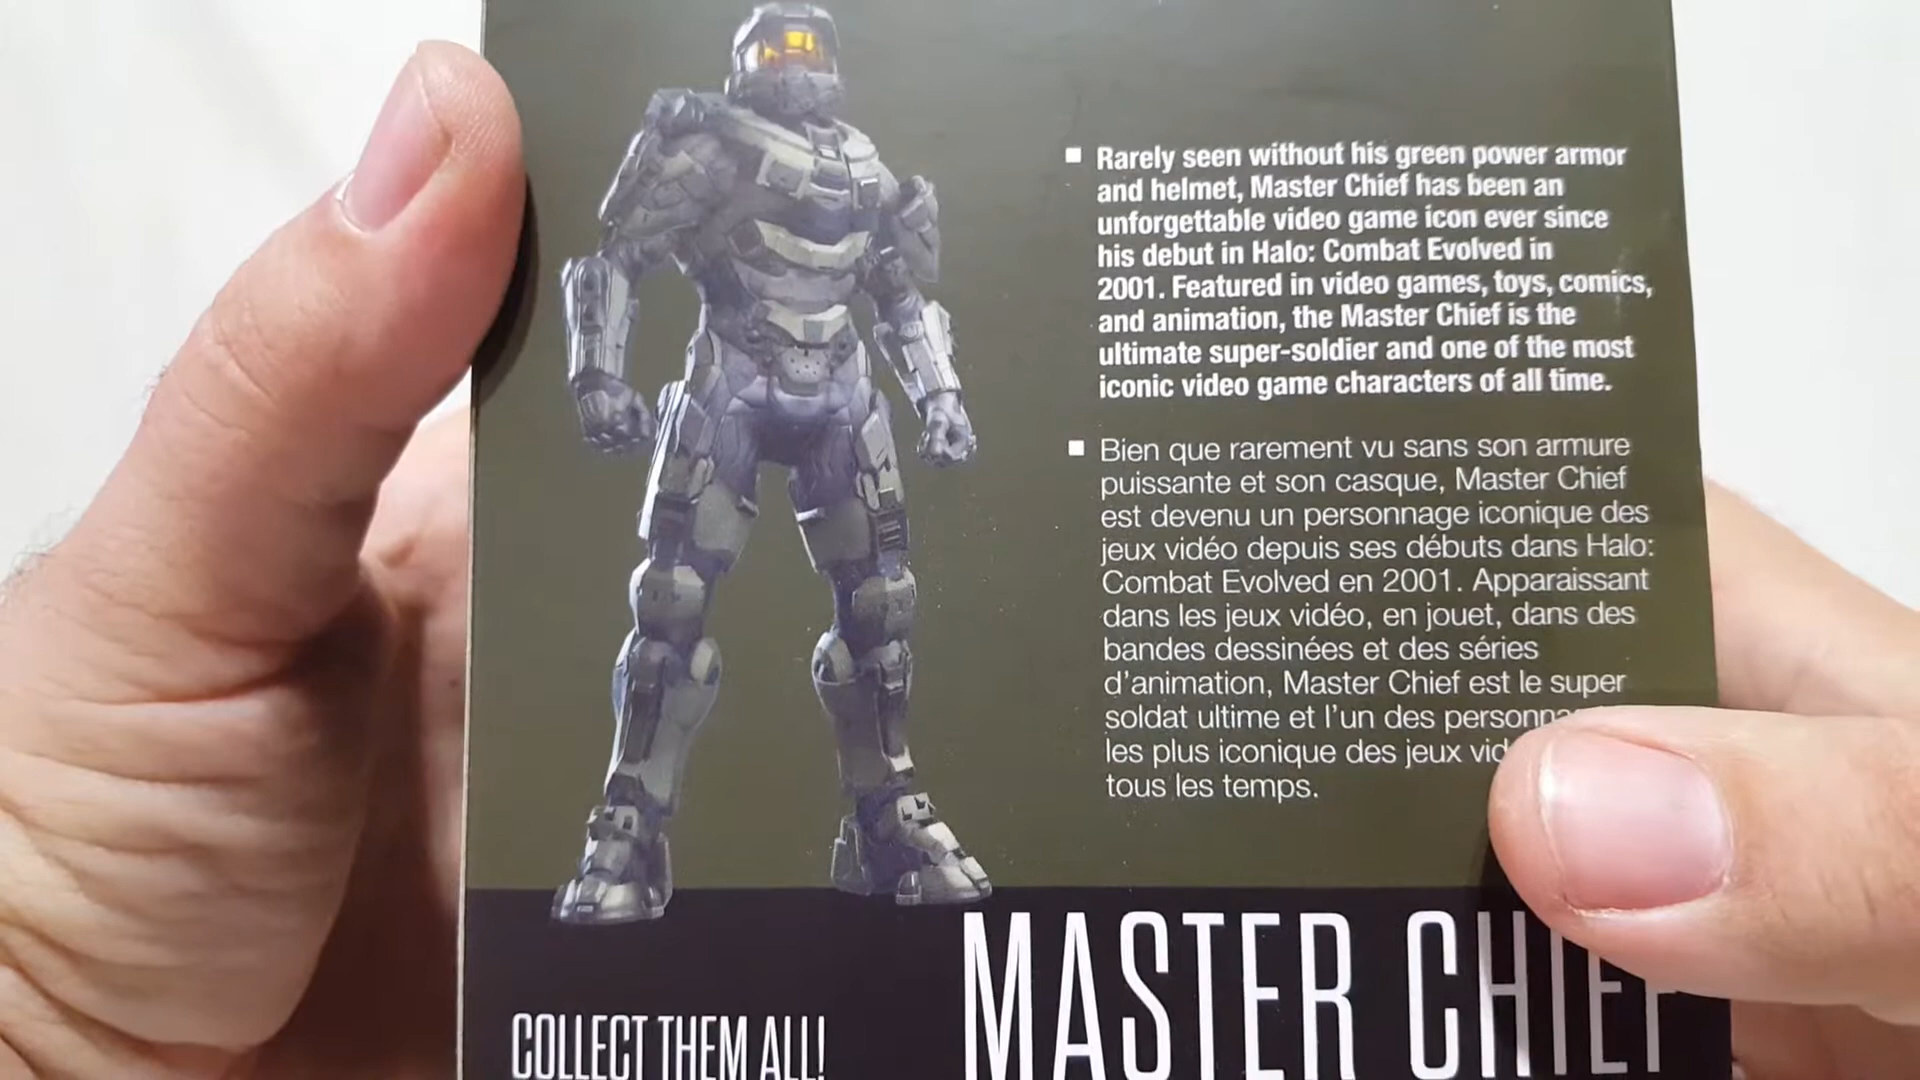 Rarely seen without his green power armor
and helmet, Master Chief has been an
unforgettable video game icon ever since
his debut in Halo: Combat Evolved in
2001. Featured in video games, toys, comics,
and animation, the Master Chief is the
ultimate super-soldier and one of the most
iconic video game characters of all time.
Bien que rarement vu sans son armure
puissante et son casque, Master Chief
est devenu un personnage iconique des
jeux vidéo depuis ses débuts dans Halo:
Combat Evolved en 2001. Apparaissant
dans les jeux vidéo, en jouet, dans des
bandes dessinées et des séries
d'animation, Master Chief est le super
soldat ultime et l'un des
les plus iconique des jeux
tous les temps.
MASTER CHIEF
COLLECT THEM ALL!